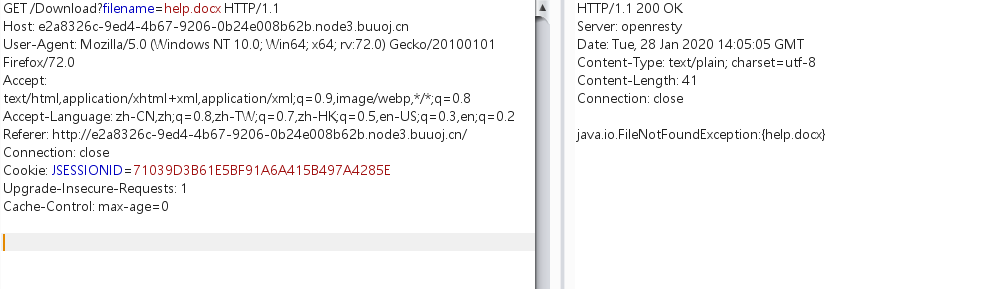 GET /Download?filename=help.docx HTTP/1.1
Host: e2a8326c-9ed4-4b67-9206-0b24e008b62b.node3.buuoj.cn
User-Agent: Mozilla/5.0 (Windows NT 10.0; Win64; x64; rv:72.0) Gecko/20100101
Firefox/72.0
Accept:
text/html,application/xhtml+xml,application/xml;q=0.9,image/webp,*/*;q=0.8
Accept-Language: zh-CN,zh;q=0.8,zh-TW;q=0.7,zh-HK;q=0.5,en-US;q=0.3,en;q=0.2
Referer: http://e2a8326c-9ed4-4b67-9206-0b24e008b62b.node3.buuoj.cn/
Connection: close
Cookie: JSESSIONID=71039D3B61E5BF91A6A415B497A4285E
Upgrade-Insecure-Requests: 1
Cache-Control: max-age=0
HTTP/1.1 200 OK
Server: openresty
Date: Tue, 28 Jan 2020 14:05:05 GMT
Content-Type: text/plain; charset=utf-8
Content-Length: 41
Connection: close
java.io.FileNotFoundException:{help.docx}